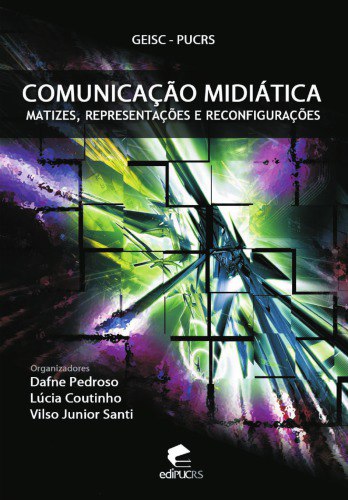 GEISC - PUCRS
COMUNICAÇÃO MIDIÁTICA
MATIZES, REPRESENTAÇÕES E RECONFIGURAÇÕES
Organizadores
Dafne Pedroso
Lúcia Coutinho
Vilso Junior Santi
ediPUCRS